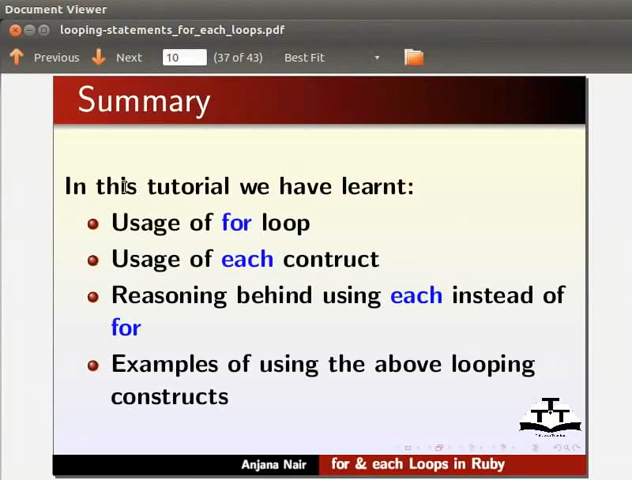 Document Viewer
looping-statements_for_each_loops.pdf
Previous Next 10 (37 of 43) Best Fit
Summary
In this tutorial we have learnt:
Usage of for loop
Usage of each contruct
Reasoning behind using each instead of
for
Examples of using the above looping
constructs
Anjana Nair for & each Loops in Ruby